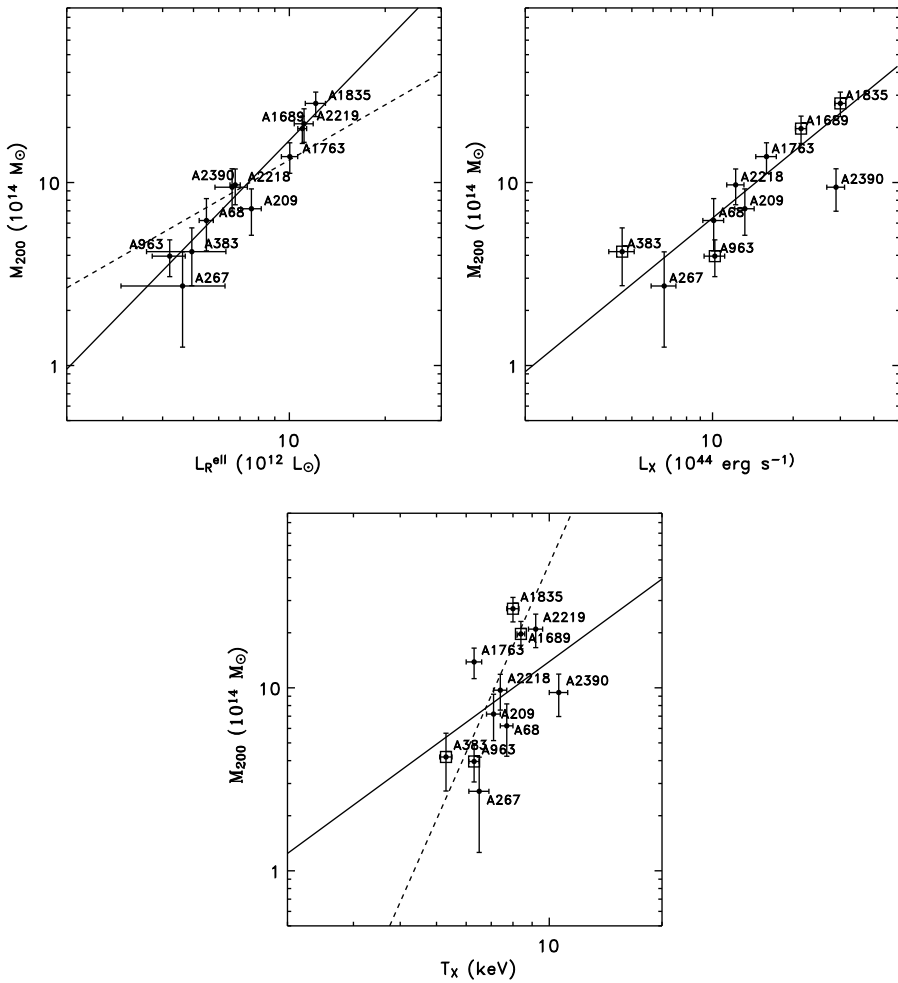 M200 (10^14 M⊙)
10
1
A1835
A1689
A2219
A1763
A2390
A2218
A209
A68
A963
A383
A267
10
LR^ell (10^12 L⊙)
M200 (10^14 M⊙)
10
1
A1835
A1689
A1763
A2390
A2218
A209
A68
A383
A963
A267
10
LX (10^44 erg s^−1)
M200 (10^14 M⊙)
10
1
A1835
A2219
A1689
A1763
A2218
A2390
A209
A68
A383
A963
A267
10
TX (keV)